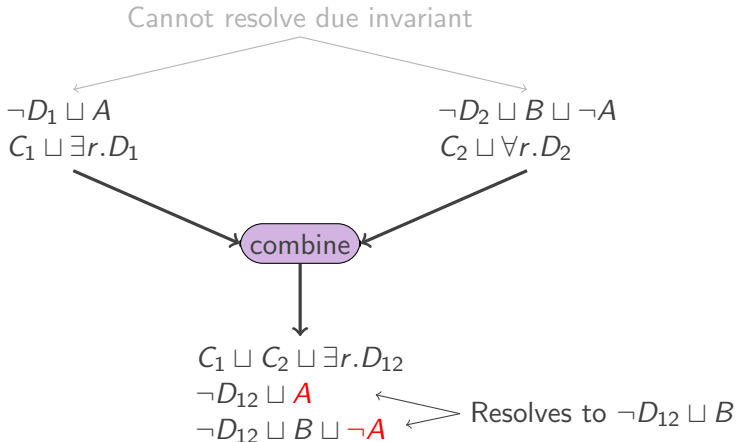 Cannot resolve due invariant
¬D₁ ⊔ A
C₁ ⊔ ∃r.D₁
¬D₂ ⊔ B ⊔ ¬A
C₂ ⊔ ∀r.D₂
combine
C₁ ⊔ C₂ ⊔ ∃r.D₁₂
¬D₁₂ ⊔ A
¬D₁₂ ⊔ B ⊔ ¬A
Resolves to ¬D₁₂ ⊔ B